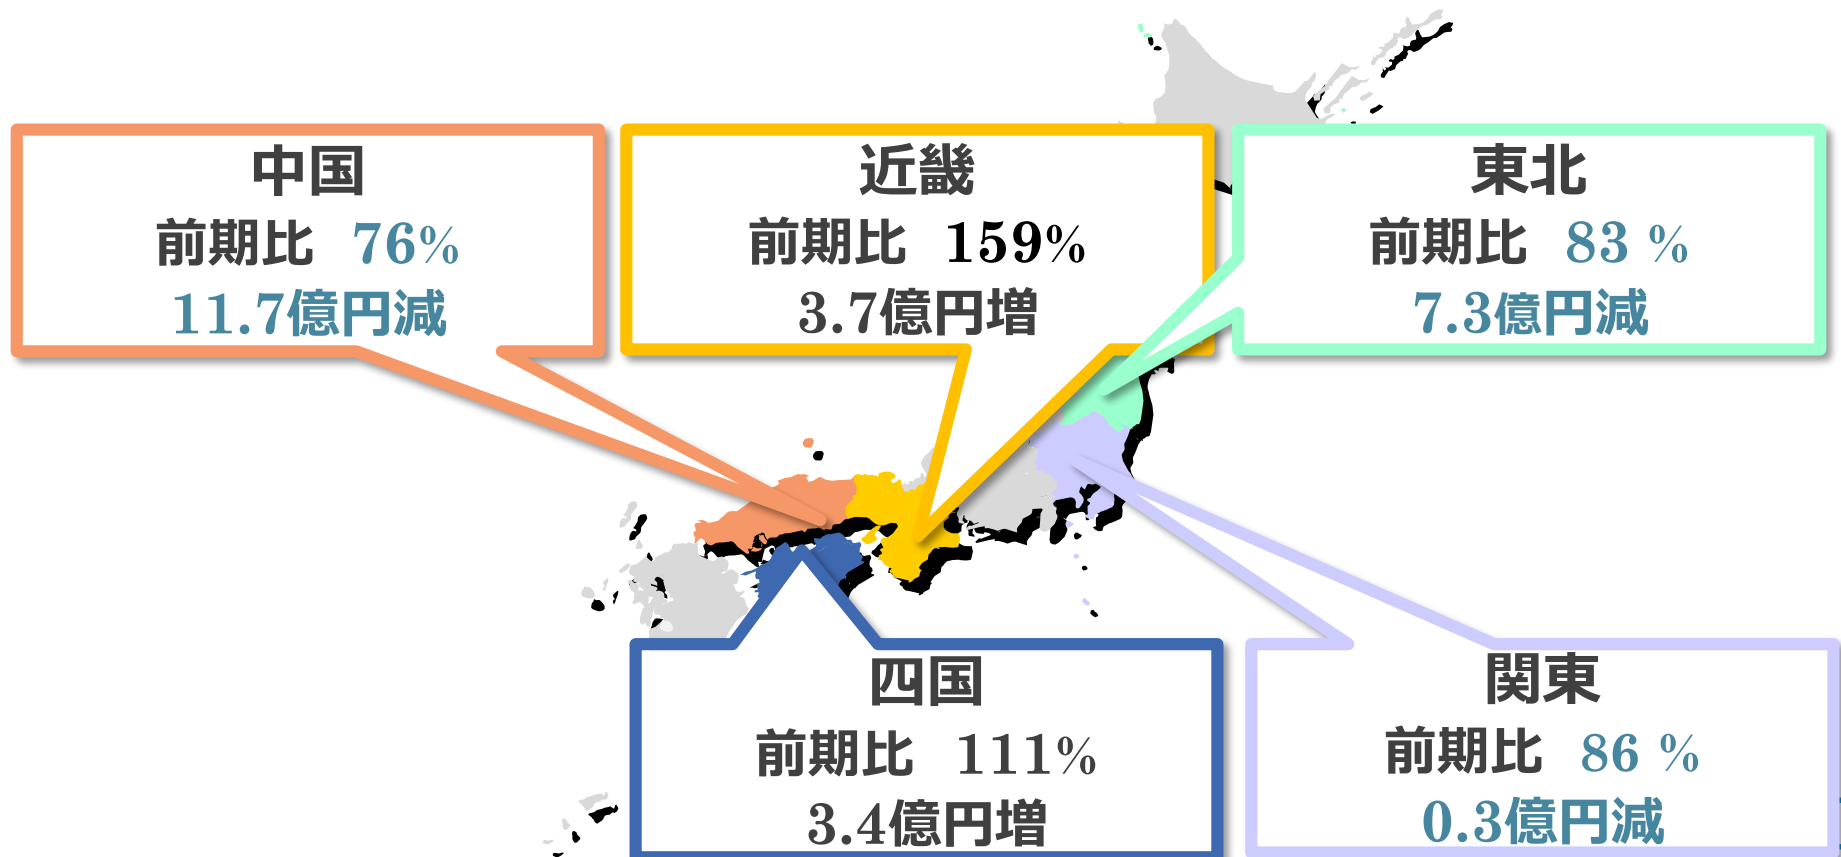 中国
前期比 76%
11.7億円減
近畿
前期比 159%
3.7億円増
東北
前期比 83 %
7.3億円減
四国
前期比 111%
3.4億円増
関東
前期比 86 %
0.3億円減